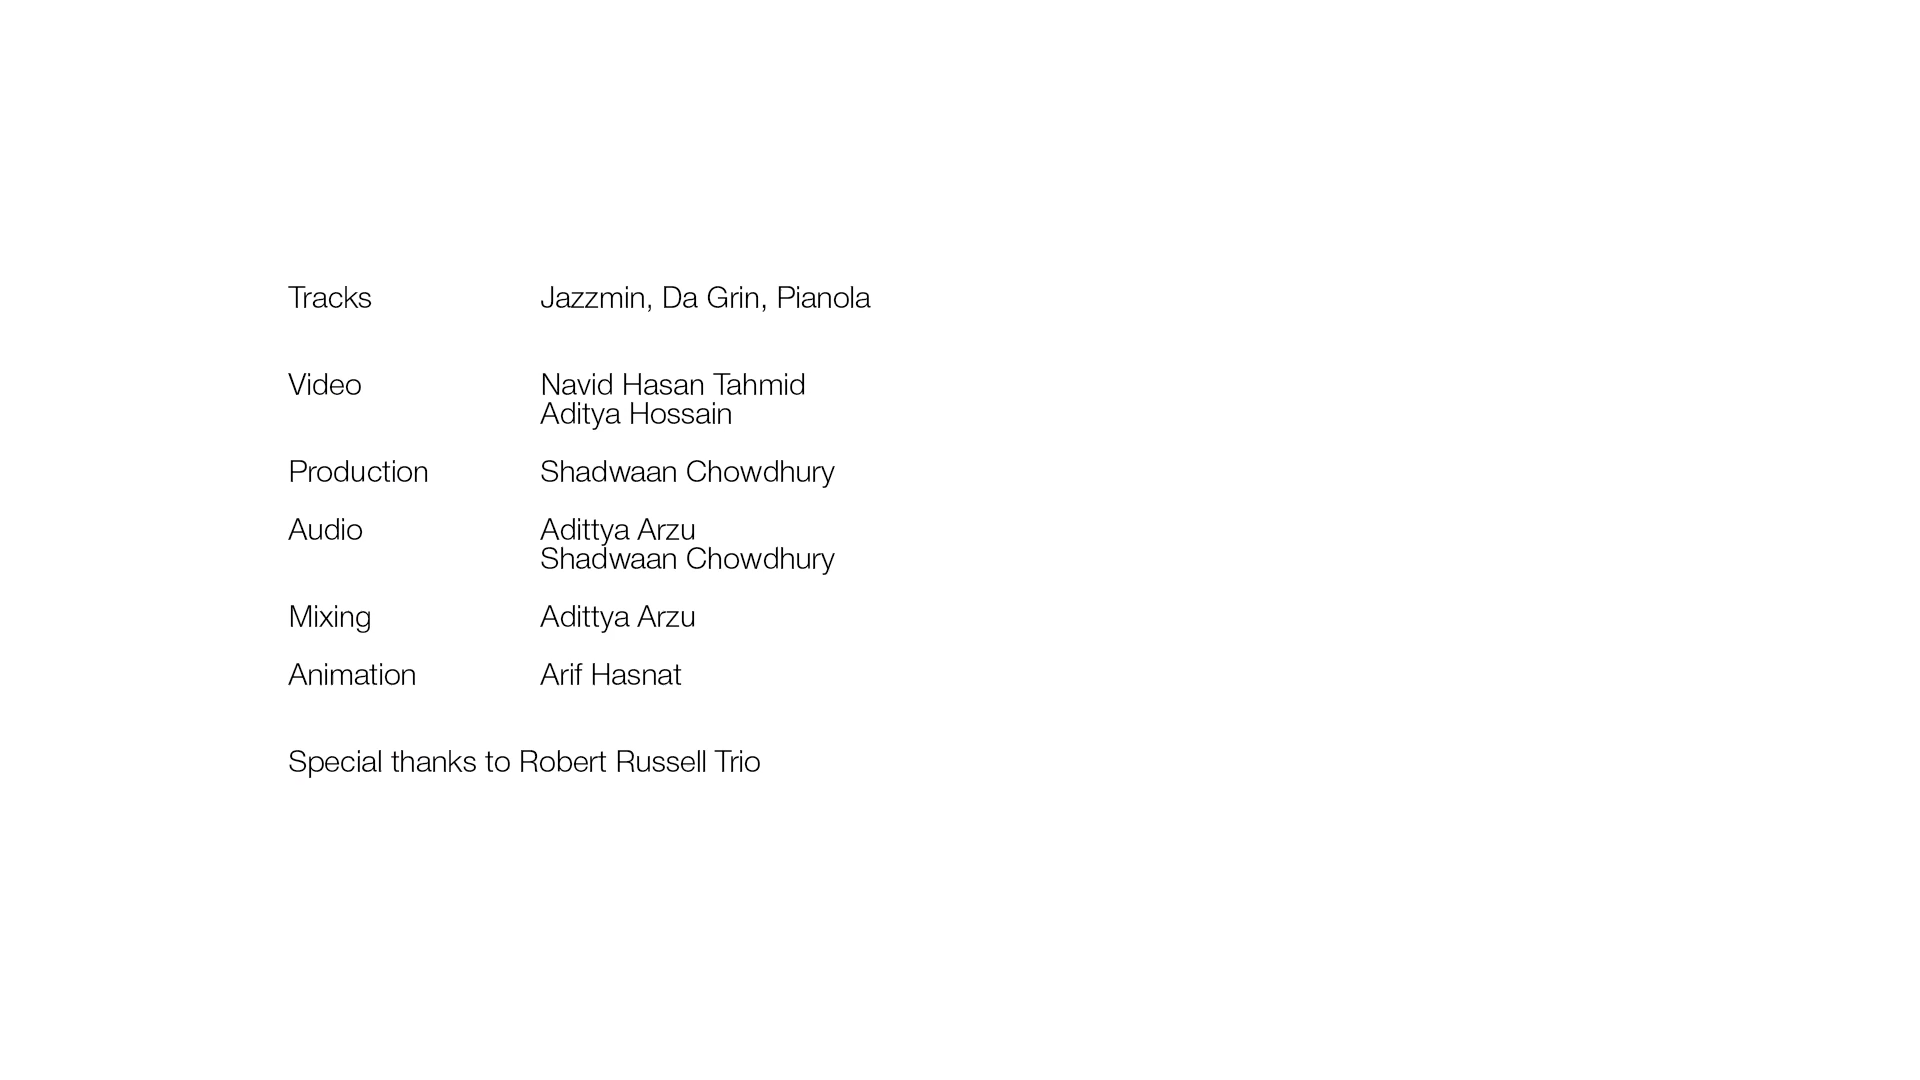 Tracks Jazzmin, Da Grin, Pianola
Video Navid Hasan Tahmid
Aditya Hossain
Production Shadwaan Chowdhury
Audio Adittya Arzu
Shadwaan Chowdhury
Mixing Adittya Arzu
Animation Arif Hasnat
Special thanks to Robert Russell Trio